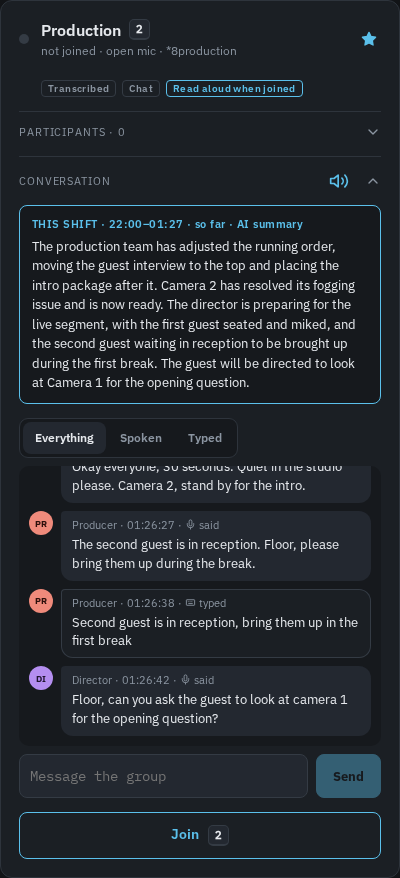 Production 2
not joined · open mic · *8production
Transcribed Chat Read aloud when joined
PARTICIPANTS · 0
CONVERSATION
THIS SHIFT · 22:00–01:27 · so far · AI summary
The production team has adjusted the running order,
moving the guest interview to the top and placing the
intro package after it. Camera 2 has resolved its fogging
issue and is now ready. The director is preparing for the
live segment, with the first guest seated and miked, and
the second guest waiting in reception to be brought up
during the first break. The guest will be directed to look
at Camera 1 for the opening question.
Everything Spoken Typed
Okay everyone, 30 seconds. Quiet in the studio
please. Camera 2, stand by for the intro.
PR
Producer · 01:26:27 · said
The second guest is in reception. Floor, please
bring them up during the break.
PR
Producer · 01:26:38 · typed
Second guest is in reception, bring them up in the
first break
DI
Director · 01:26:42 · said
Floor, can you ask the guest to look at camera 1
for the opening question?
Message the group
Send
Join 2